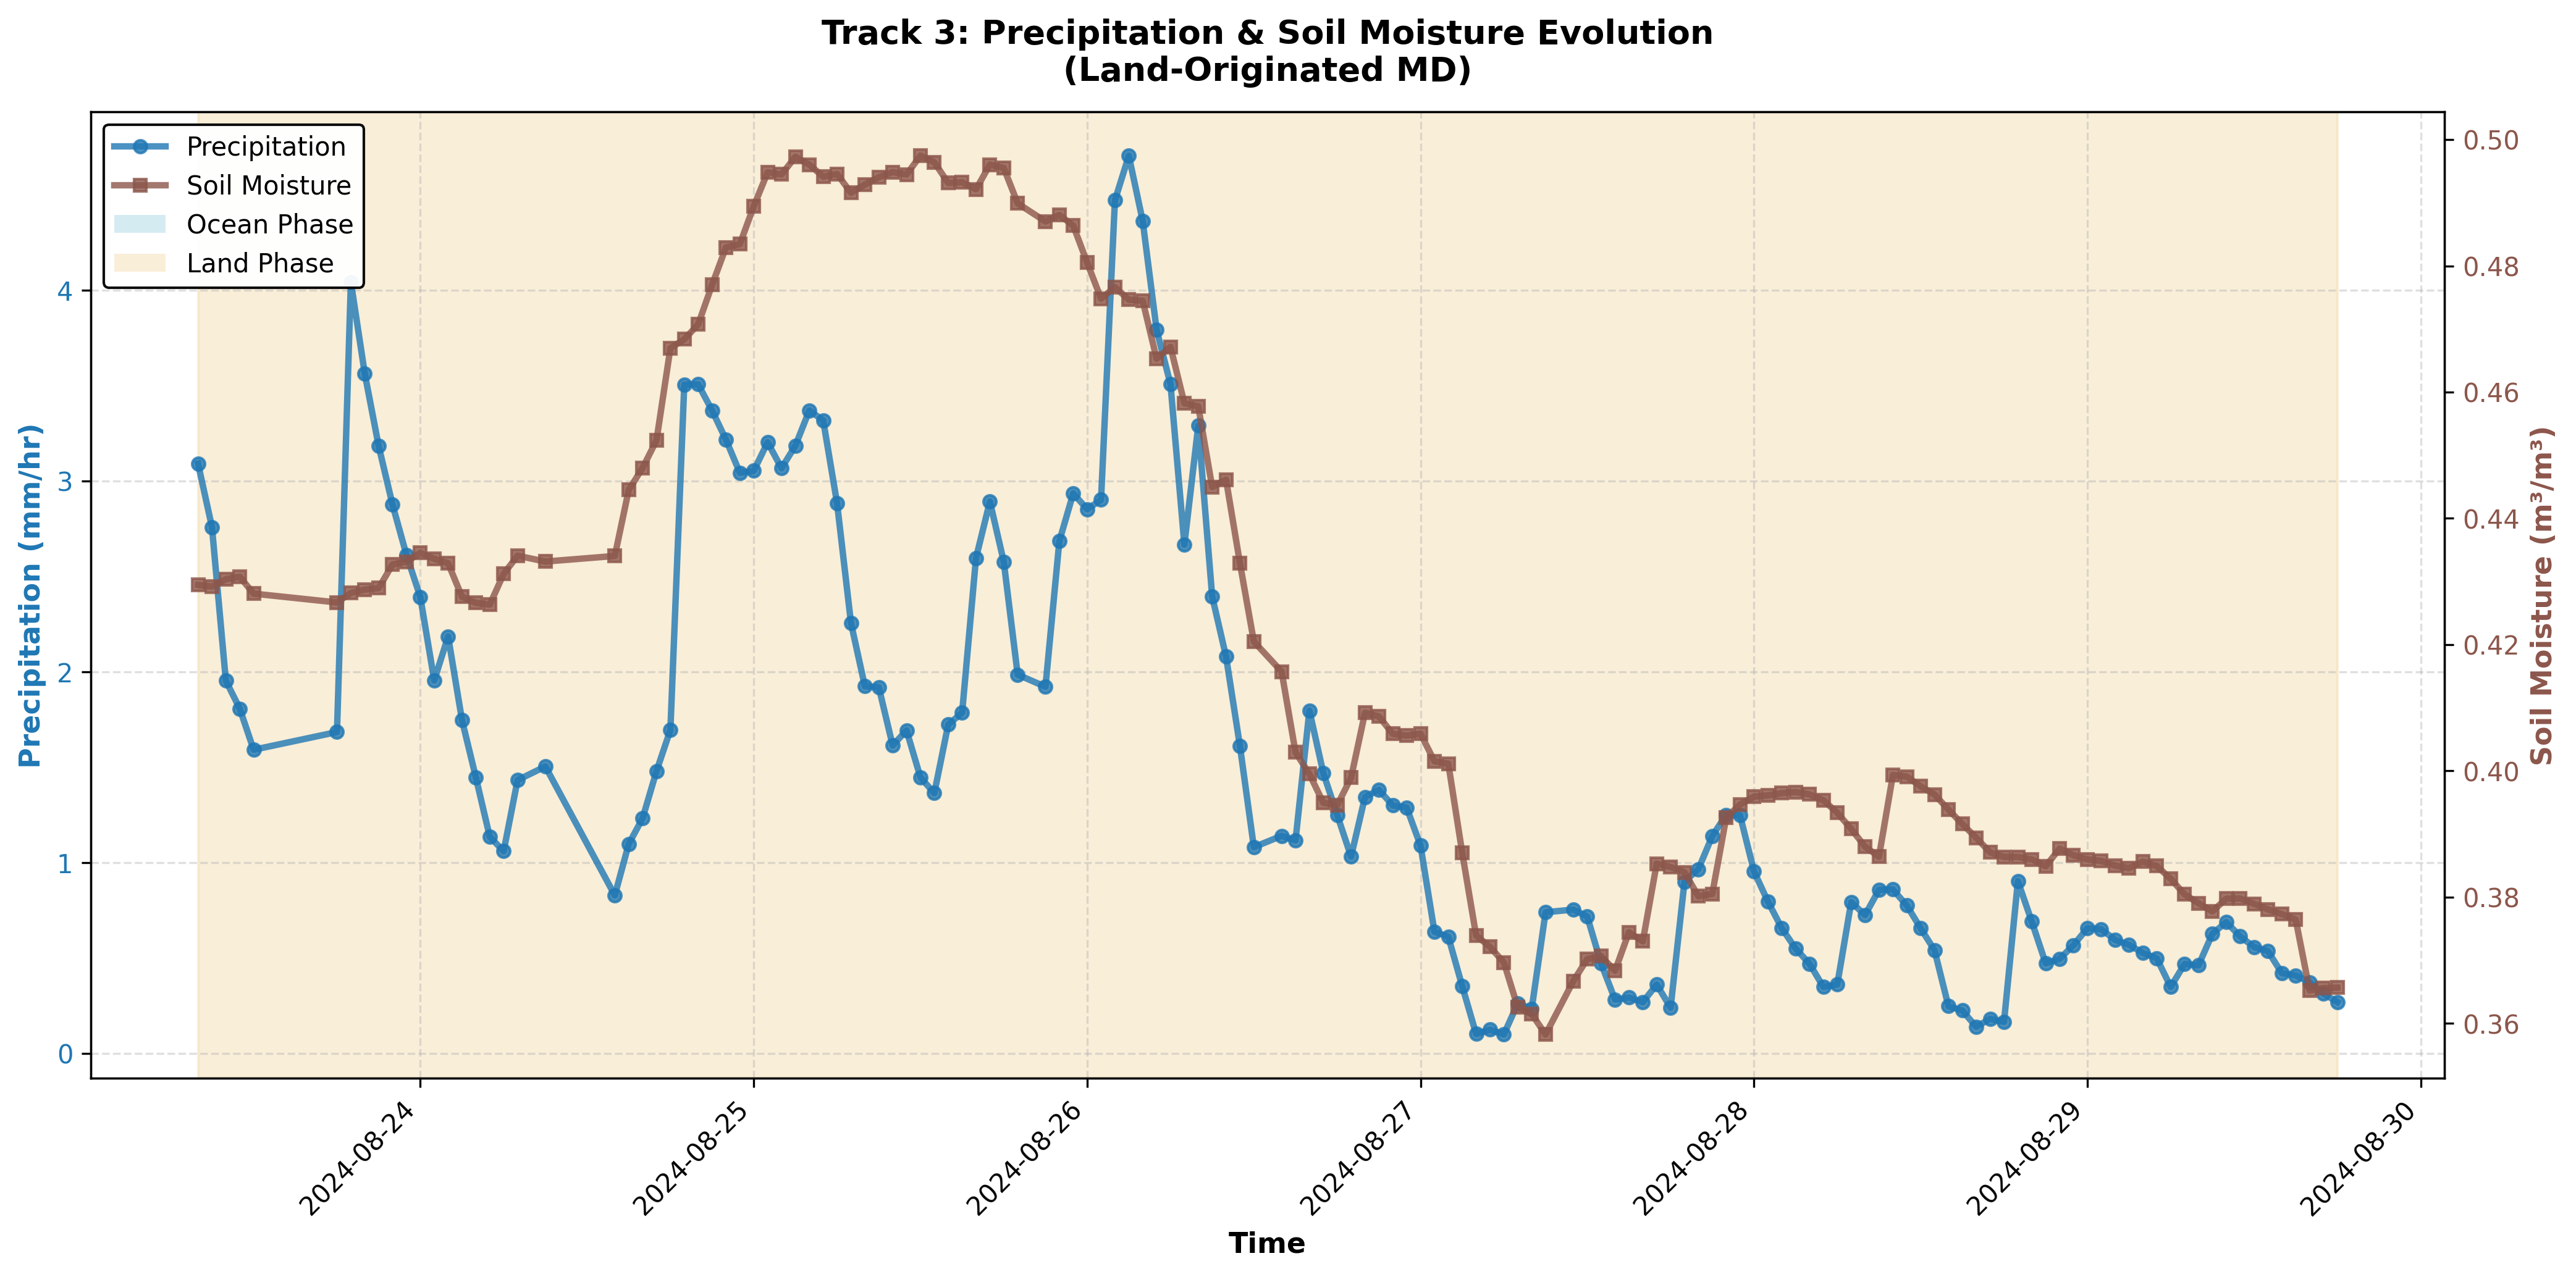 Track 3: Precipitation & Soil Moisture Evolution
(Land-Originated MD)
Precipitation
Soil Moisture
Ocean Phase
Land Phase
Precipitation (mm/hr)
4
3
2
1
0
0.50
0.48
0.46
0.44
0.42
0.40
0.38
0.36
Soil Moisture (m³/m³)
2024-08-24
2024-08-25
2024-08-26
2024-08-27
2024-08-28
2024-08-29
2024-08-30
Time